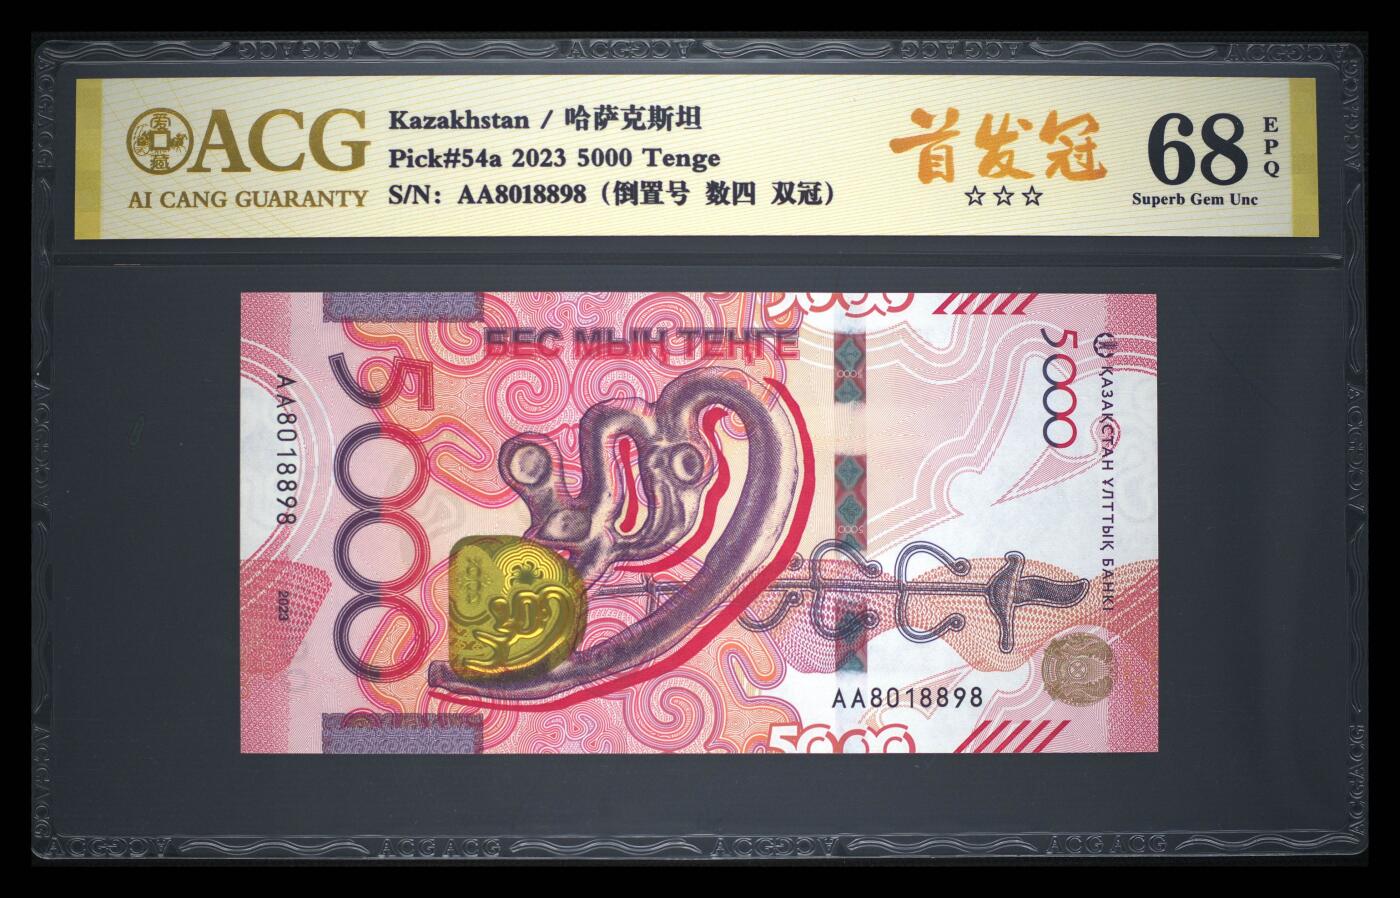 ACG
AI CANG GUARANTY
Kazakhstan / 哈萨克斯坦
Pick#54a 2023 5000 Tenge
S/N: AA8018898 (倒置号 数四 双冠)
首发冠
☆☆☆
68
EPQ
Superb Gem Unc
БЕС МЫҢ ТЕҢГЕ
5000
5000
5000
ҚАЗАҚСТАН ҰЛТТЫҚ БАНКІ
AA8018898
2023
AA8018898
5000